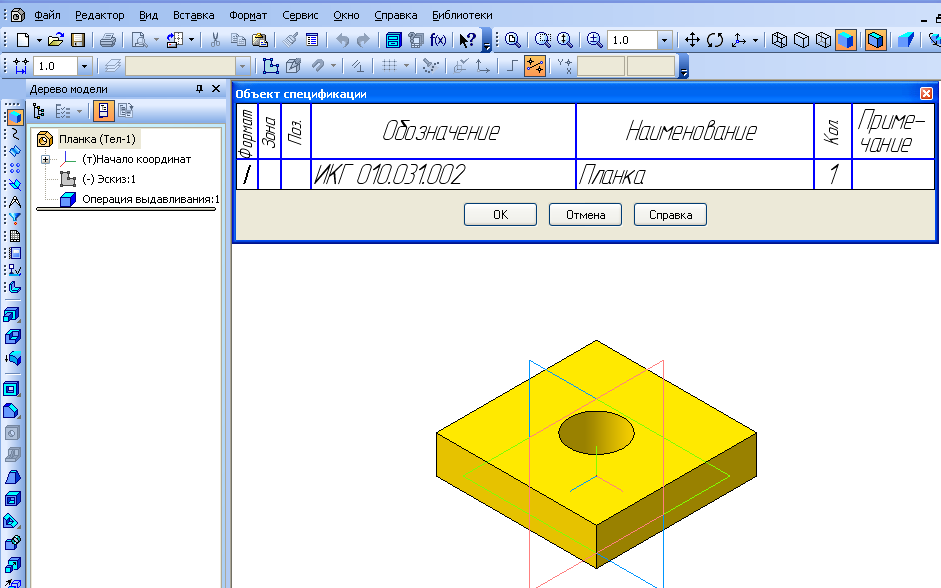 Файл Редактор Вид Вставка Формат Сервис Окно Справка Библиотеки
f(x) 1.0
1.0
Дерево модели
Планка (Тел-1)
(т)Начало координат
(-) Эскиз:1
Операция выдавливания:1
Объект спецификации
Формат Зона Поз. Обозначение Наименование Кол Приме-
чание
/ ИКГ 010.031.002 Планка 1
OK Отмена Справка